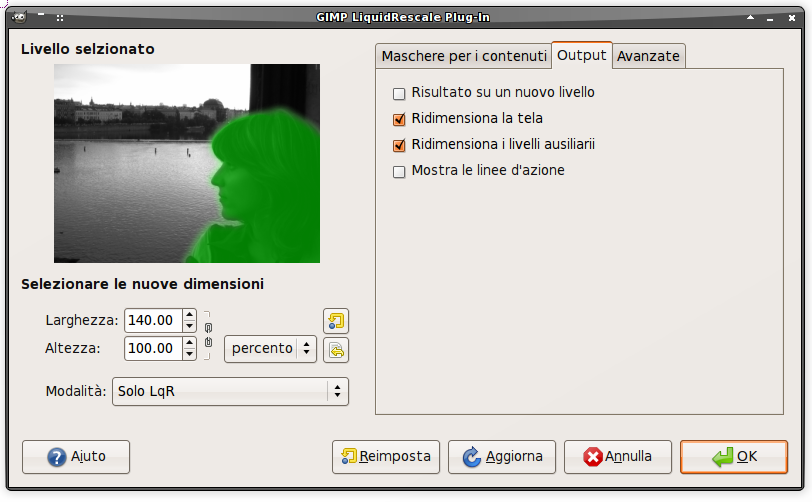 GIMP LiquidRescale Plug-In
Livello selzionato
Maschere per i contenuti
Output
Avanzate
Risultato su un nuovo livello
Ridimensiona la tela
Ridimensiona i livelli ausiliarii
Mostra le linee d'azione
Selezionare le nuove dimensioni
Larghezza: 140.00
Altezza: 100.00 percento
Modalità: Solo LqR
Aiuto
Reimposta
Aggiorna
Annulla
OK